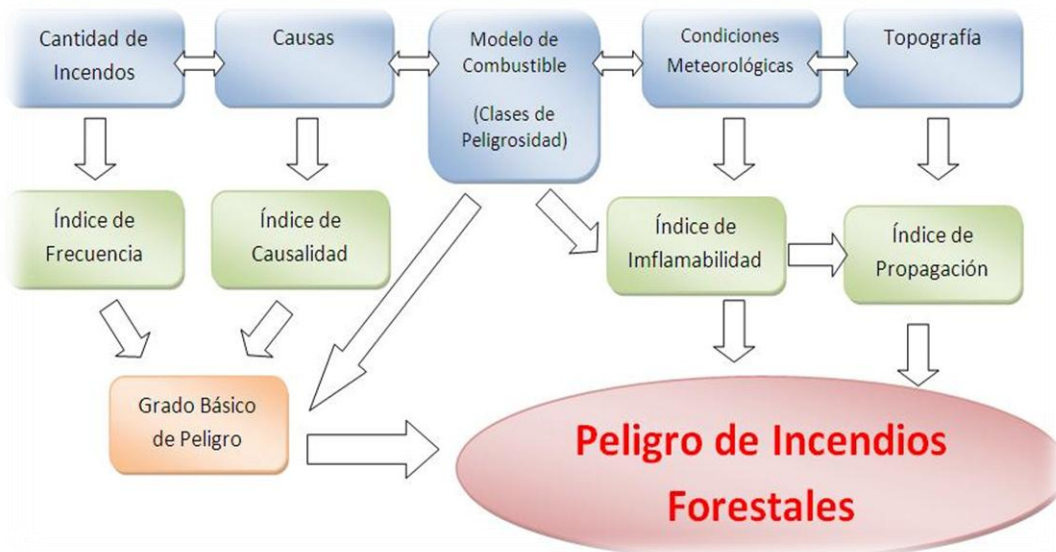 Cantidad de
Incendos
Causas
Modelo de
Combustible
(Clases de
Peligrosidad)
Condiciones
Meteorológicas
Topografía
Índice de
Frecuencia
Índice de
Causalidad
Índice de
Imflamabilidad
Índice de
Propagación
Grado Básico
de Peligro
Peligro de Incendios
Forestales